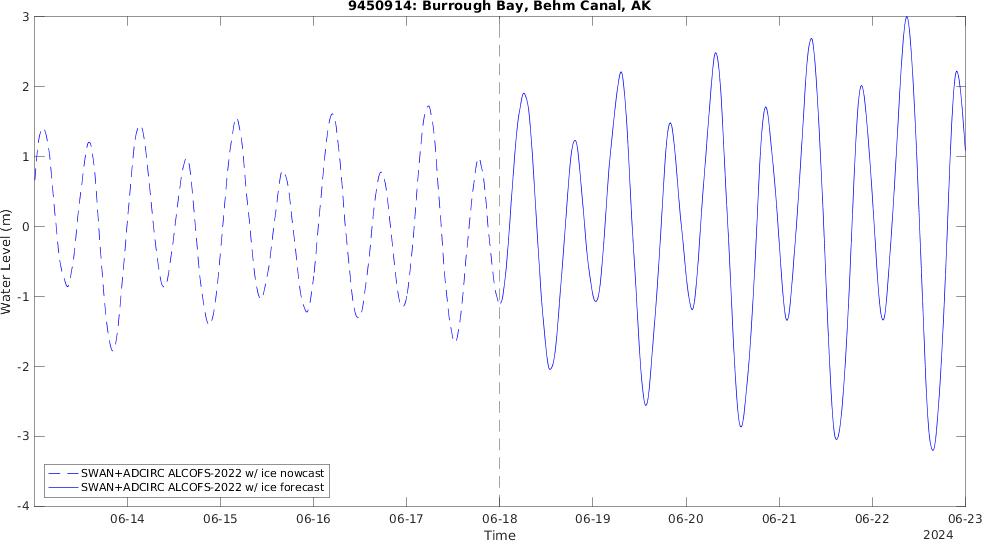 9450914: Burrough Bay, Behm Canal, AK
3
2
1
0
-1
-2
-3
-4
Water Level (m)
SWAN+ADCIRC ALCOFS-2022 w/ ice nowcast
SWAN+ADCIRC ALCOFS-2022 w/ ice forecast
06-14 06-15 06-16 06-17 06-18 06-19 06-20 06-21 06-22 06-23
Time 2024